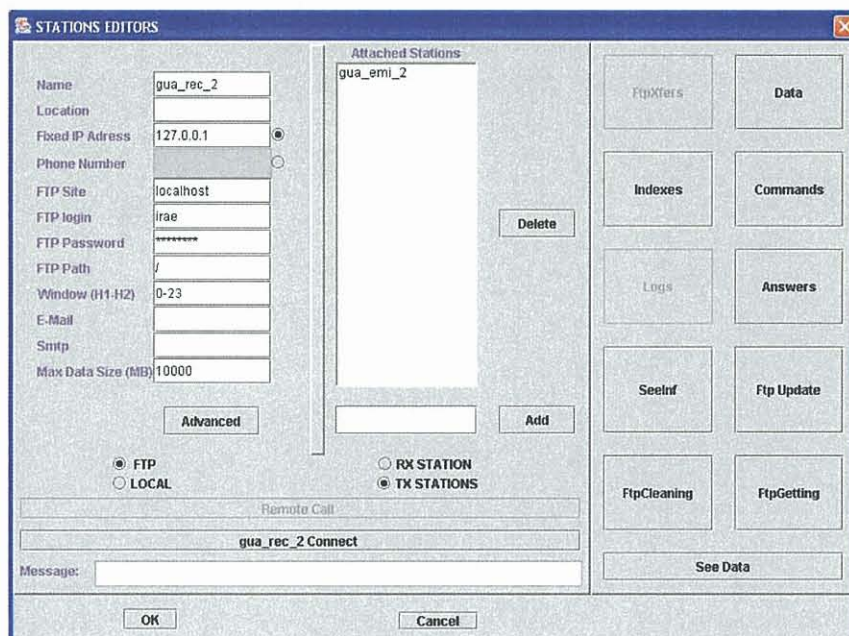 STATIONS EDITORS
Name gua_rec_2
Location
Fixed IP Adress 127.0.0.1
Phone Number
FTP Site localhost
FTP login irae
FTP Password ********
FTP Path /
Window (H1-H2) 0-23
E-Mail
Smtp
Max Data Size (MB) 10000
Advanced
Attached Stations
gua_emi_2
Delete
Add
FTP
LOCAL
RX STATION
TX STATIONS
Remote Call
gua_rec_2 Connect
Message:
OK
Cancel
FtpXfers
Data
Indexes
Commands
Logs
Answers
SeeInf
Ftp Update
FtpCleaning
FtpGetting
See Data